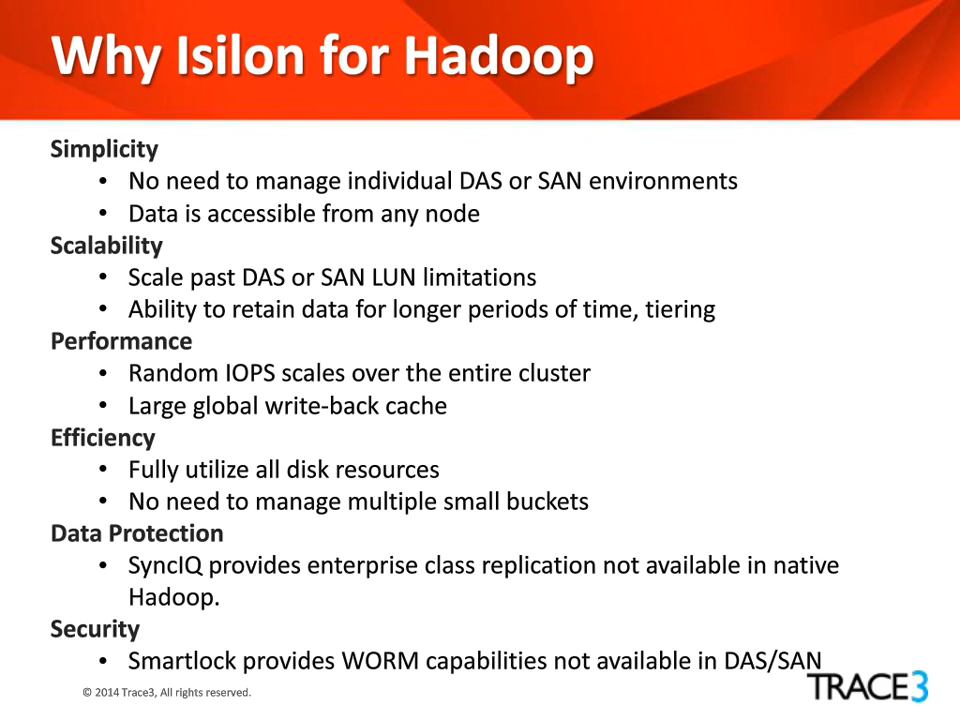 Why Isilon for Hadoop
Simplicity
• No need to manage individual DAS or SAN environments
• Data is accessible from any node
Scalability
• Scale past DAS or SAN LUN limitations
• Ability to retain data for longer periods of time, tiering
Performance
• Random IOPS scales over the entire cluster
• Large global write-back cache
Efficiency
• Fully utilize all disk resources
• No need to manage multiple small buckets
Data Protection
• SyncIQ provides enterprise class replication not available in native
Hadoop.
Security
• Smartlock provides WORM capabilities not available in DAS/SAN
© 2014 Trace3, All rights reserved.
TRACE3